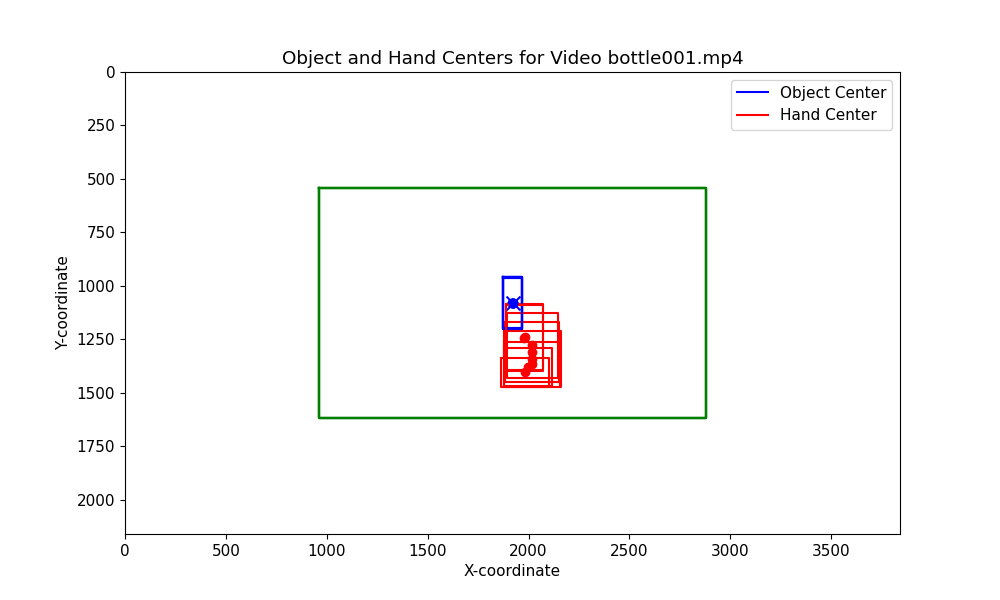 Object and Hand Centers for Video bottle001.mp4
Object Center
Hand Center
0
250
500
750
1000
1250
1500
1750
2000
Y-coordinate
0 500 1000 1500 2000 2500 3000 3500
X-coordinate